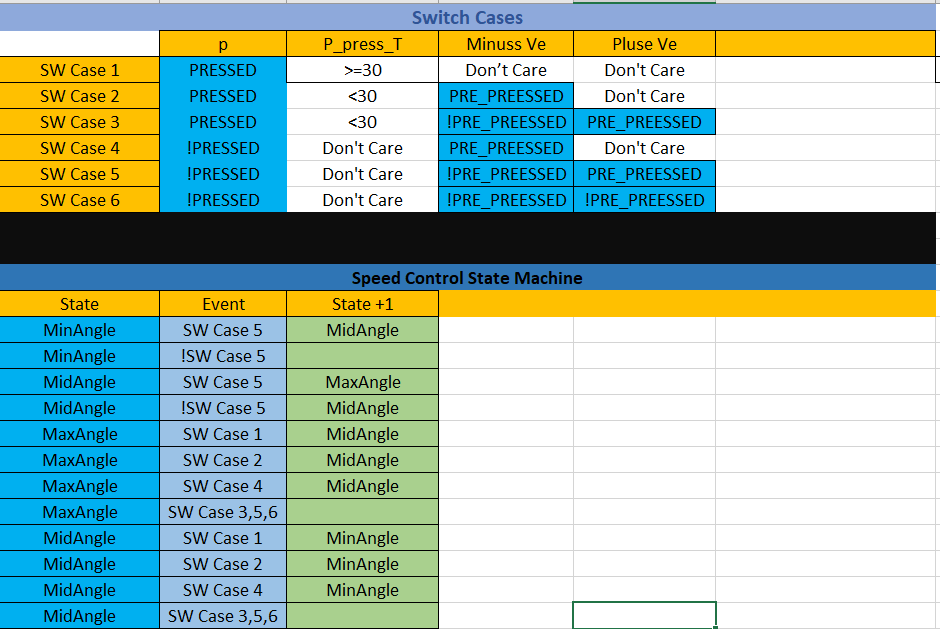 Switch Cases
p P_press_T Minuss Ve Pluse Ve
SW Case 1 PRESSED >=30 Don’t Care Don't Care
SW Case 2 PRESSED <30 PRE_PREESSED Don't Care
SW Case 3 PRESSED <30 !PRE_PREESSED PRE_PREESSED
SW Case 4 !PRESSED Don't Care PRE_PREESSED Don't Care
SW Case 5 !PRESSED Don't Care !PRE_PREESSED PRE_PREESSED
SW Case 6 !PRESSED Don't Care !PRE_PREESSED !PRE_PREESSED
Speed Control State Machine
State Event State +1
MinAngle SW Case 5 MidAngle
MinAngle !SW Case 5
MidAngle SW Case 5 MaxAngle
MidAngle !SW Case 5 MidAngle
MaxAngle SW Case 1 MidAngle
MaxAngle SW Case 2 MidAngle
MaxAngle SW Case 4 MidAngle
MaxAngle SW Case 3,5,6
MidAngle SW Case 1 MinAngle
MidAngle SW Case 2 MinAngle
MidAngle SW Case 4 MinAngle
MidAngle SW Case 3,5,6